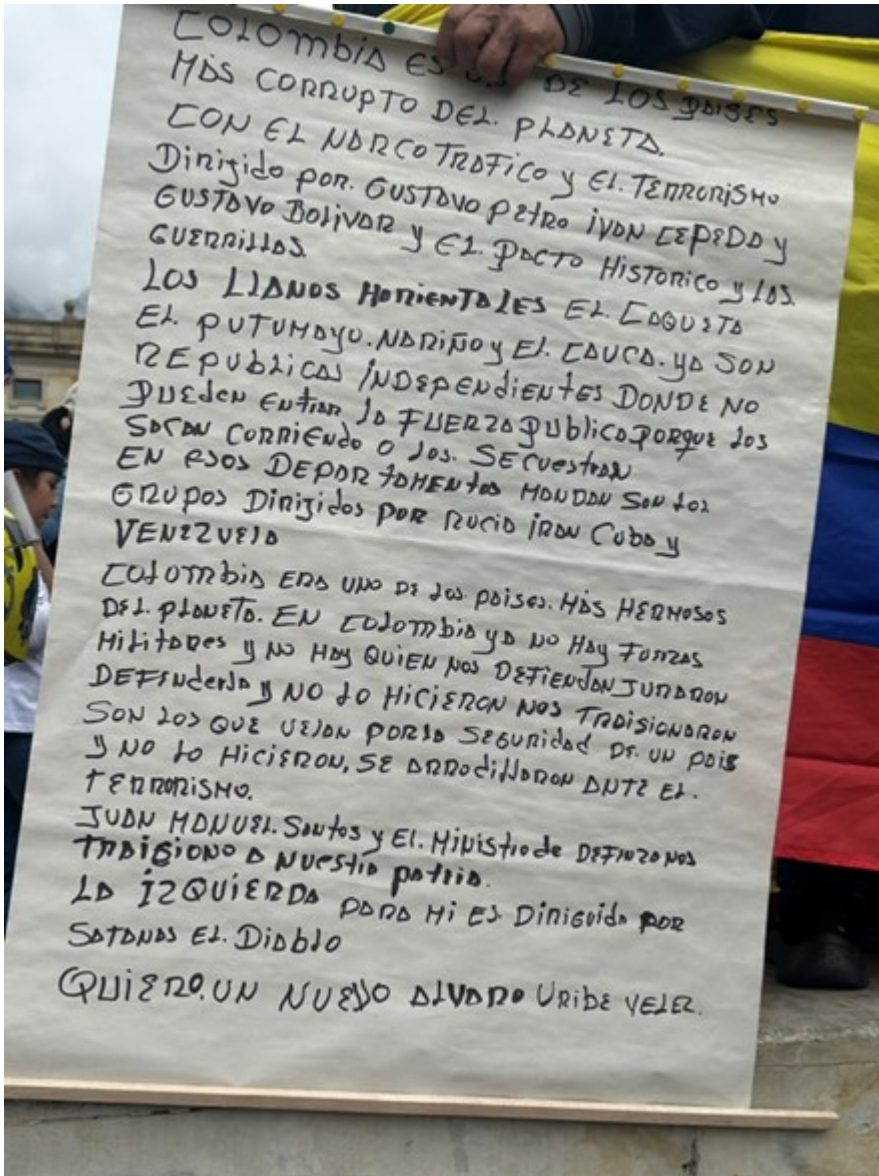 COLOMBIA ES DE LOS PAISES
MAS CORRUPTO DEL. PLANETA.
CON EL NARCOTRAFICO Y EL. TERRORISMO
Dirigido por. GUSTAVO PETRO IVAN CEPEDA Y
GUSTAVO BOLIVAR Y EL. PACTO HISTORICO Y LAS
GUERRILLAS.
LOS LLANOS HORIENTALES EL. CAQUETA
EL PUTUMAYO. NARIÑO Y EL. CAUCA. YA SON
REPUBLICAS INDEPENDIENTES DONDE NO
PUEDEN ENTRAR LA FUERZA PUBLICA PORQUE LOS
SACAN CORRIENDO O LOS. SECUESTRAN
EN ESOS DEPARTAMENTOS MANDAN SON LOS
GRUPOS Dirigidos POR RUCIA IRAN CUBA Y
VENEZUELA
COLOMBIA ERA UNO DE LOS PAISES. MAS HERMOSOS
DEL. PLANETA. EN COLOMBIA YA NO HAY FUERZAS
MILITARES Y NO HAY QUIEN NOS DEFIENDAN JURARON
DEFENDERLA Y NO LO HICIERON NOS TRAISIONARON
SON LOS QUE VELAN POR LA SEGURIDAD DE. UN PAIS
Y NO LO HICIERON, SE ARRODILLARON ANTE EL.
TERRORISMO.
JUAN MANUEL. SANTOS Y EL. MINISTRO de DEFINZA NOS
TRAIBIONO A NUESTRA PATRIA.
LA IZQUIERDA PARA MI ES DIRIGUIDA POR
SATANAS EL. DIABLO
QUIERO. UN NUEVO ALVARO URIBE VELEZ.